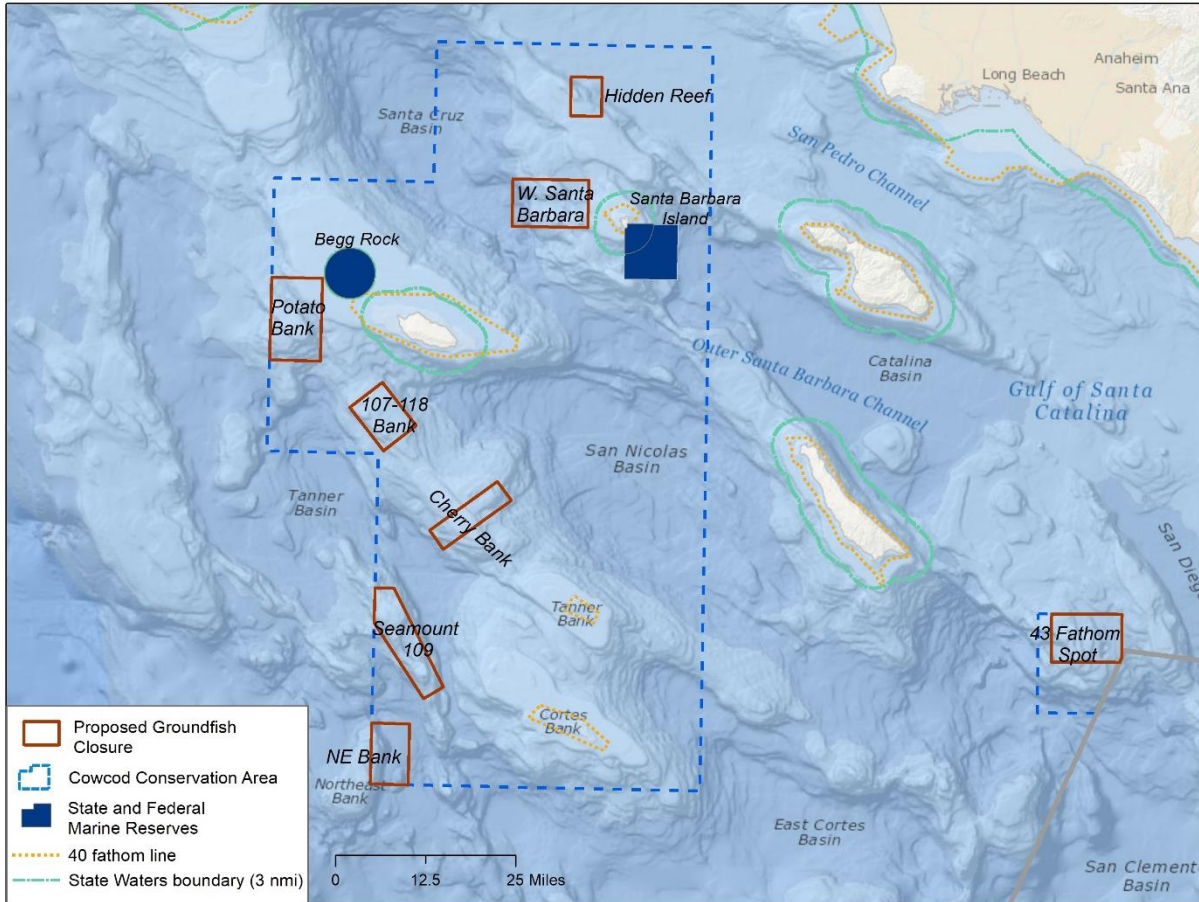 Anaheim
Long Beach
Santa Ana
Hidden Reef
Santa Cruz
Basin
San Pedro Channel
W. Santa
Barbara
Santa Barbara
Island
Begg Rock
Potato
Bank
Outer Santa Barbara Channel
Catalina
Basin
Gulf of Santa
Catalina
107-118
Bank
San Nicolas
Basin
Tanner
Basin
Cherry Bank
San Dieg
Tanner
Bank
Seamount
109
43 Fathom
Spot
Cortes
Bank
NE Bank
Northeast
Bank
East Cortes
Basin
San Clemente
Basin
Proposed Groundfish
Closure
Cowcod Conservation Area
State and Federal
Marine Reserves
40 fathom line
State Waters boundary (3 nmi)
0 12.5 25 Miles